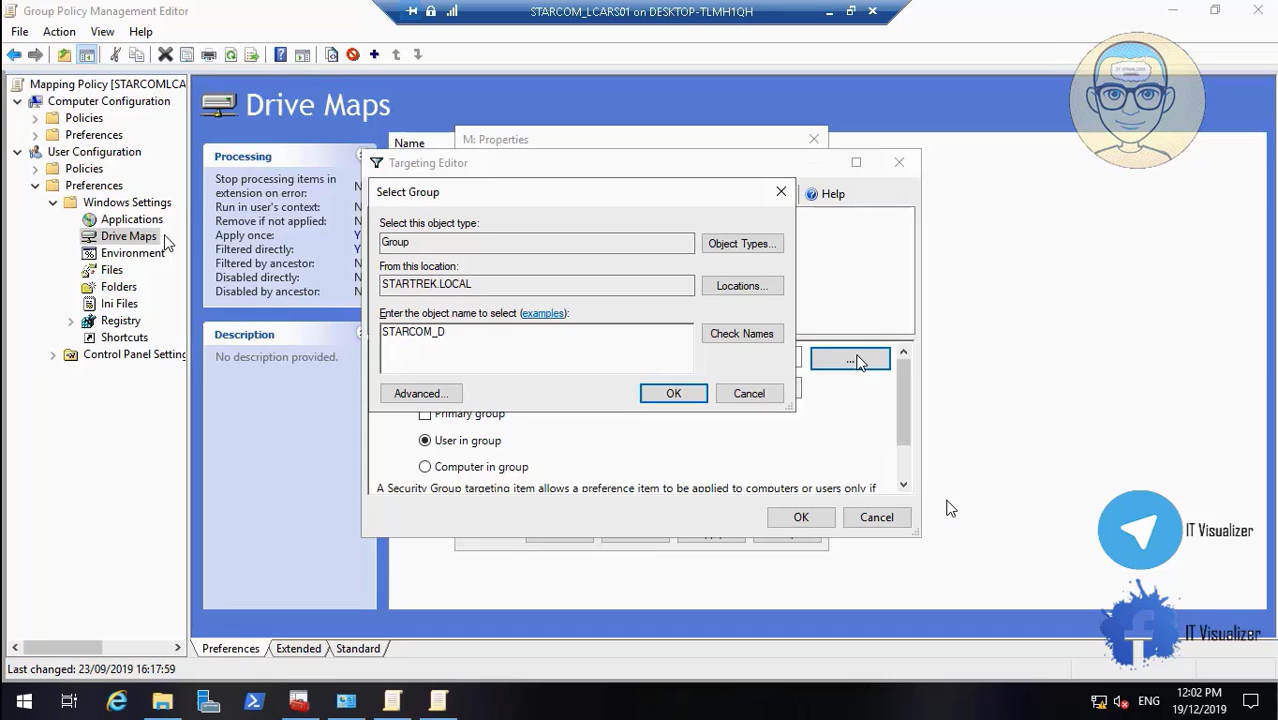 Group Policy Management Editor
STARCOM_LCARS01 on DESKTOP-TLMH1QH
File Action View Help
Mapping Policy [STARCOMLCA
Computer Configuration
Policies
Preferences
User Configuration
Policies
Preferences
Windows Settings
Applications
Drive Maps
Environment
Files
Folders
Ini Files
Registry
Shortcuts
Control Panel Setting
Drive Maps
Processing
Stop processing items in
extension on error:
Run in user's context:
Remove if not applied:
Apply once:
Filtered directly:
Filtered by ancestor:
Disabled directly:
Disabled by ancestor:
Description
No description provided.
Name
M: Properties
Targeting Editor
Help
Select Group
Select this object type:
Group
Object Types...
From this location:
STARTREK.LOCAL
Locations...
Enter the object name to select (examples):
STARCOM_D
Check Names
Advanced...
OK
Cancel
...
Primary group
User in group
Computer in group
A Security Group targeting item allows a preference item to be applied to computers or users only if
OK
Cancel
IT Visualizer
IT Visualizer
Preferences Extended Standard
Last changed: 23/09/2019 16:17:59
ENG
12:02 PM
19/12/2019